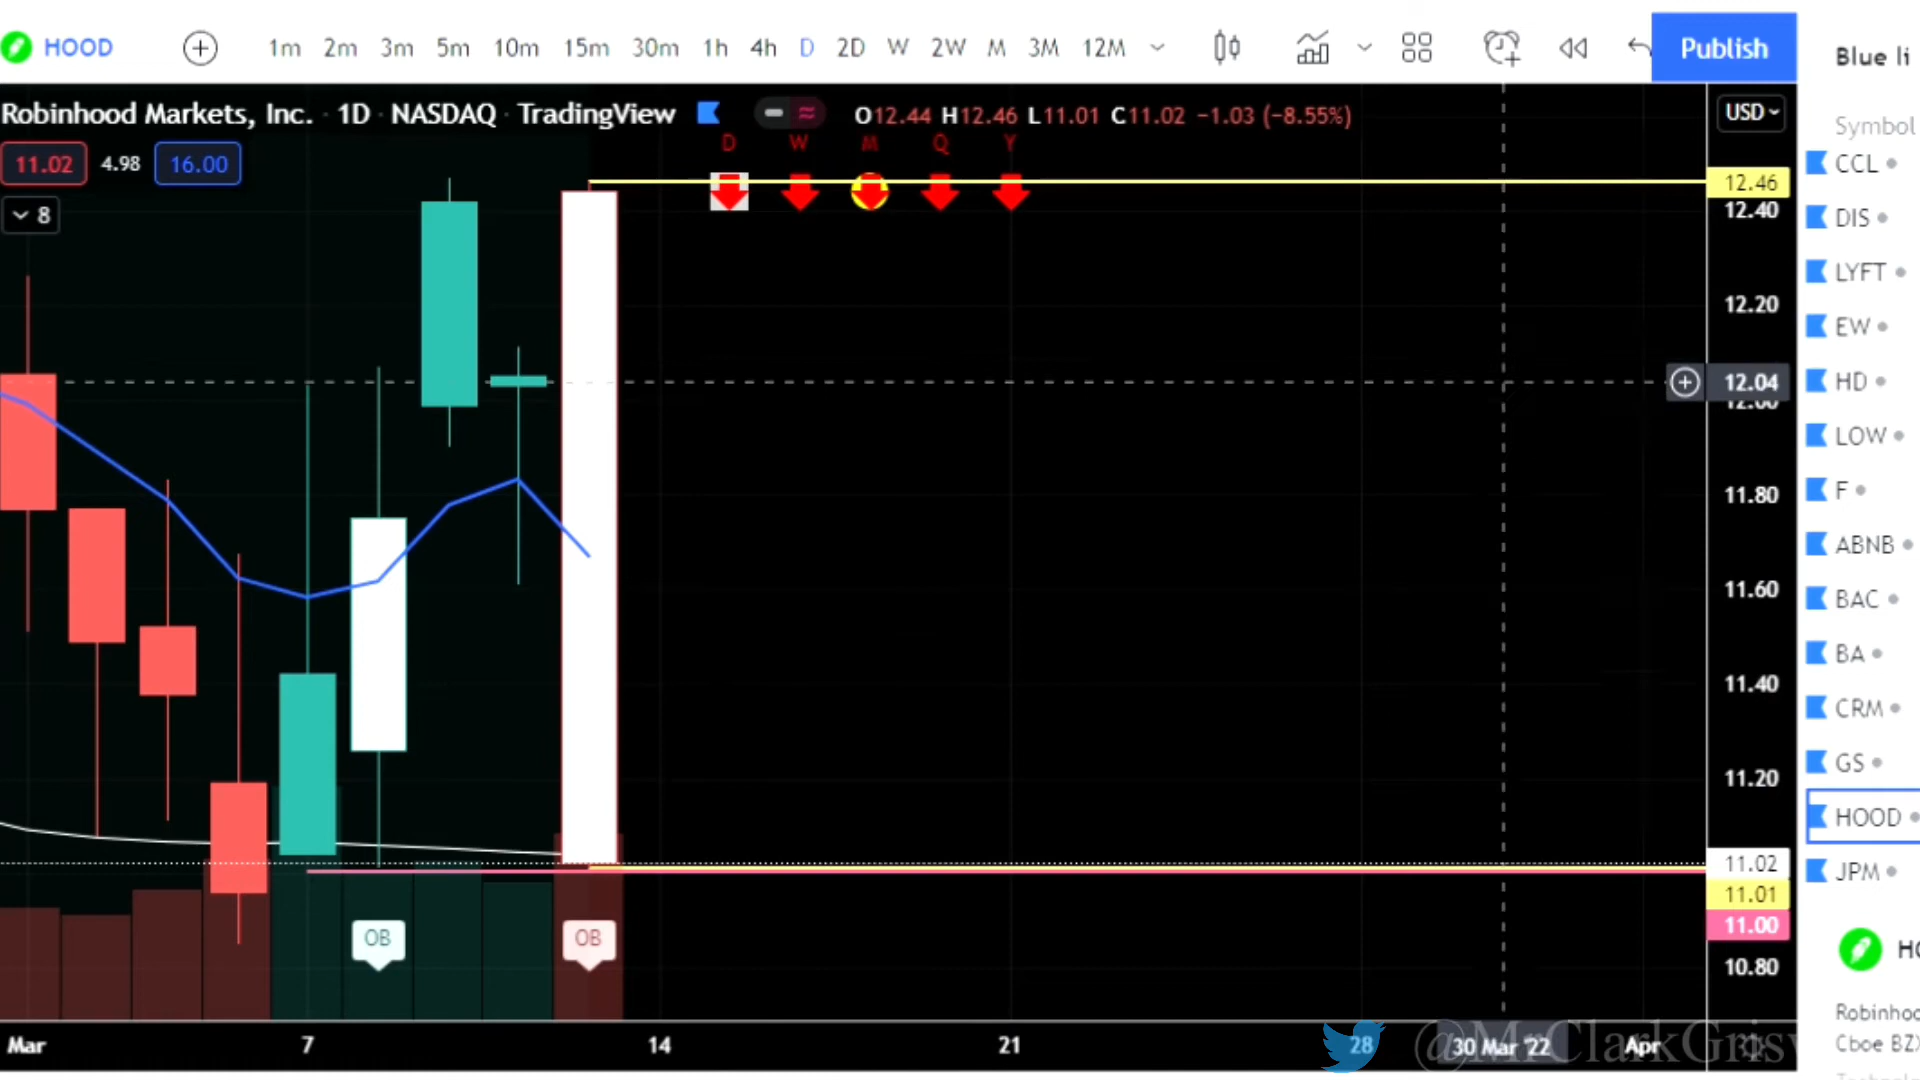 HOOD 1m 2m 3m 5m 10m 15m 30m 1h 4h D 2D W 2W M 3M 12M Publish
Blue li
Robinhood Markets, Inc. · 1D · NASDAQ · TradingView O12.44 H12.46 L11.01 C11.02 −1.03 (−8.55%)
USD
D W M Q Y
11.02 4.98 16.00
8
12.46
12.40
12.20
12.04
12.00
11.80
11.60
11.40
11.20
11.02
11.01
11.00
10.80
OB OB
Mar 7 14 21 28 30 Mar '22 Apr
Symbol
CCL
DIS
LYFT
EW
HD
LOW
F
ABNB
BAC
BA
CRM
GS
HOOD
JPM
Cboe BZ
@MrClarkGrisw